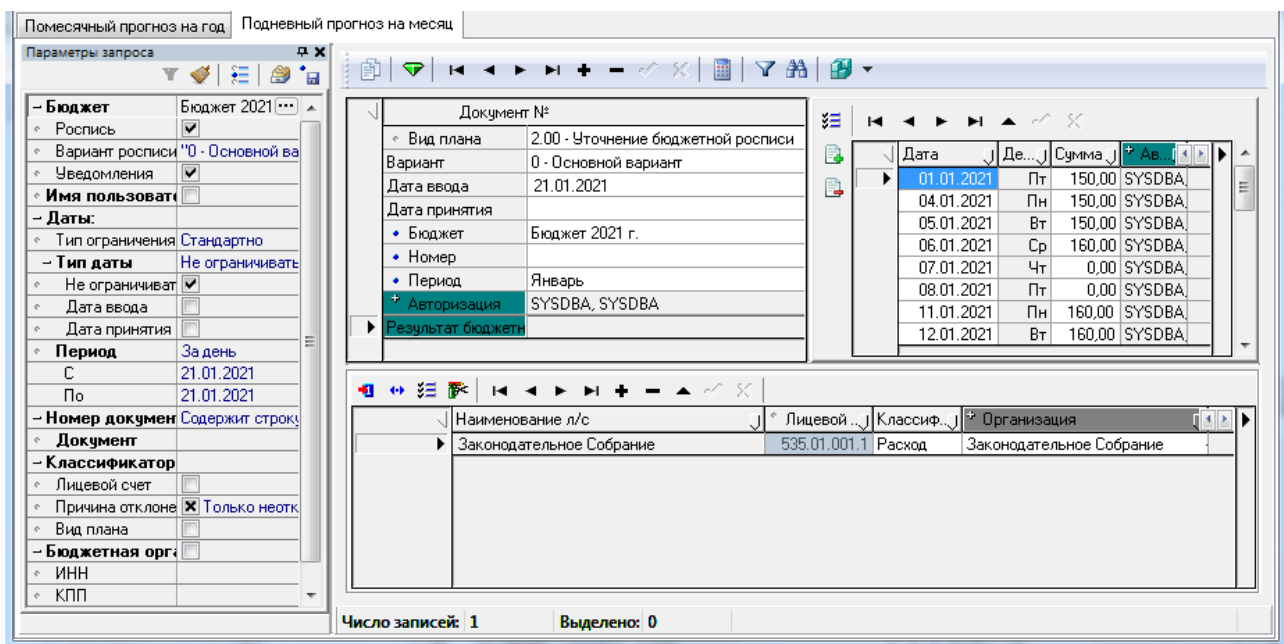 Помесячный прогноз на год Подневный прогноз на месяц
Параметры запроса
Бюджет Бюджет 2021
Роспись
Вариант росписи "0 - Основной ва
Уведомления
Имя пользовате
Даты:
Тип ограничения Стандартно
Тип даты Не ограничивать
Не ограничиват
Дата ввода
Дата принятия
Период За день
С 21.01.2021
По 21.01.2021
Номер документ Содержит строку
Документ
Классификатор
Лицевой счет
Причина отклоне Только неотк
Вид плана
Бюджетная орга
ИНН
КПП
Документ №
Вид плана 2.00 - Уточнение бюджетной росписи
Вариант 0 - Основной вариант
Дата ввода 21.01.2021
Дата принятия
Бюджет Бюджет 2021 г.
Номер
Период Январь
Авторизация SYSDBA, SYSDBA
Результат бюджетн
Дата Де... Сумма Ав...
01.01.2021 Пт 150,00 SYSDBA,
04.01.2021 Пн 150,00 SYSDBA,
05.01.2021 Вт 150,00 SYSDBA,
06.01.2021 Ср 160,00 SYSDBA,
07.01.2021 Чт 0,00 SYSDBA,
08.01.2021 Пт 0,00 SYSDBA,
11.01.2021 Пн 160,00 SYSDBA,
12.01.2021 Вт 160,00 SYSDBA,
Наименование л/с Лицевой ... Классиф... Организация
Законодательное Собрание 535.01.001.1 Расход Законодательное Собрание
Число записей: 1 Выделено: 0